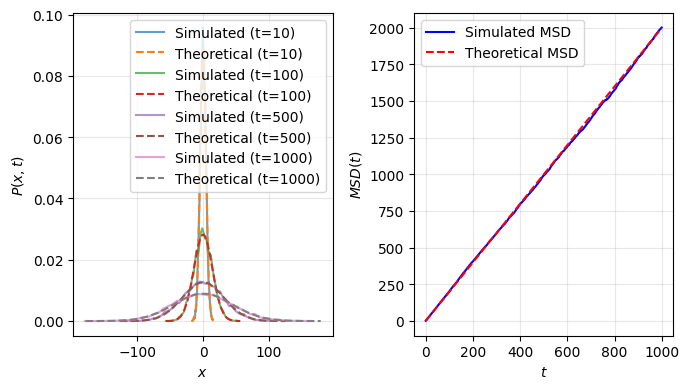 0.10
0.08
0.06
0.04
0.02
0.00
P(x, t)
−100
0
100
x
Simulated (t=10)
Theoretical (t=10)
Simulated (t=100)
Theoretical (t=100)
Simulated (t=500)
Theoretical (t=500)
Simulated (t=1000)
Theoretical (t=1000)
2000
1750
1500
1250
1000
750
500
250
0
MSD(t)
0
200
400
600
800
1000
t
Simulated MSD
Theoretical MSD